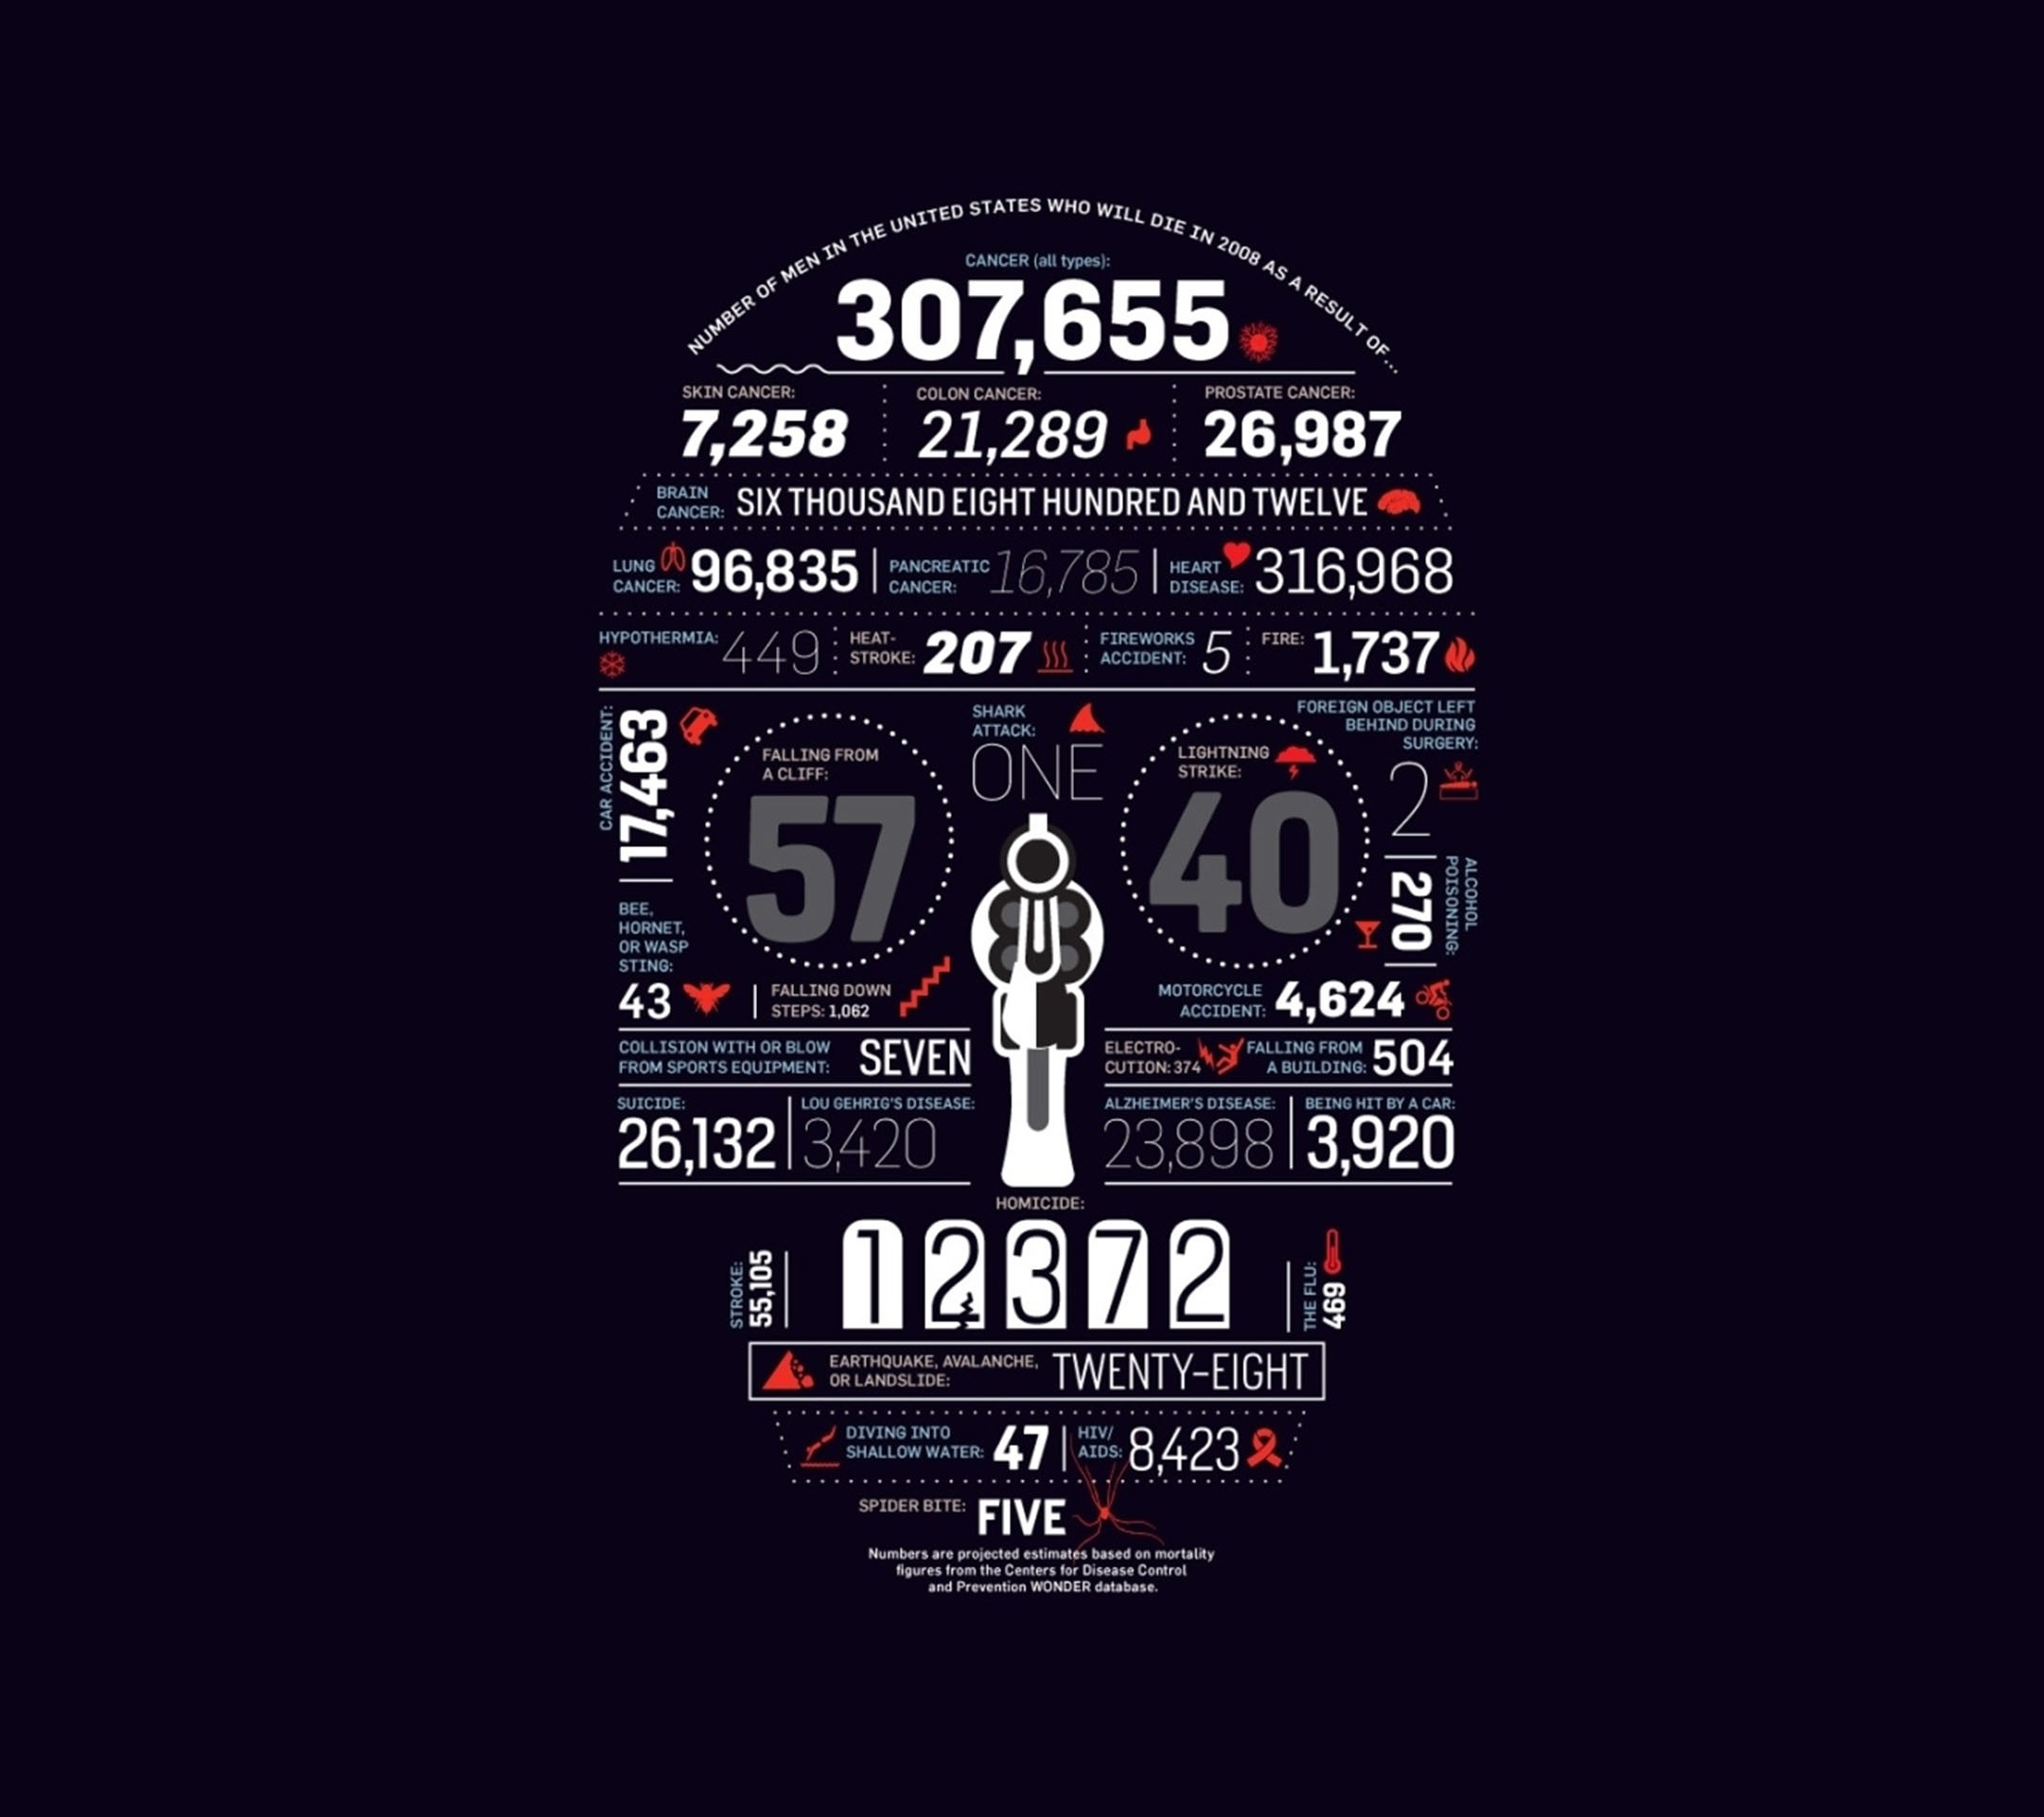 NUMBER OF MEN IN THE UNITED STATES WHO WILL DIE IN 2008 AS A RESULT OF...
CANCER (all types):
307,655
SKIN CANCER:
7,258
COLON CANCER:
21,289
PROSTATE CANCER:
26,987
BRAIN
CANCER:
SIX THOUSAND EIGHT HUNDRED AND TWELVE
LUNG
CANCER:
96,835
PANCREATIC
CANCER:
16,785
HEART
DISEASE:
316,968
HYPOTHERMIA:
449
HEAT-
STROKE:
207
FIREWORKS
ACCIDENT:
5
FIRE:
1,737
CAR ACCIDENT:
17,463
FALLING FROM
A CLIFF:
57
SHARK
ATTACK:
ONE
LIGHTNING
STRIKE:
40
FOREIGN OBJECT LEFT
BEHIND DURING
SURGERY:
2
ALCOHOL
POISONING:
270
BEE,
HORNET,
OR WASP
STING:
43
FALLING DOWN
STEPS: 1,062
MOTORCYCLE
ACCIDENT:
4,624
COLLISION WITH OR BLOW
FROM SPORTS EQUIPMENT:
SEVEN
ELECTRO-
CUTION: 374
FALLING FROM
A BUILDING:
504
SUICIDE:
26,132
LOU GEHRIG'S DISEASE:
3,420
ALZHEIMER'S DISEASE:
23,898
BEING HIT BY A CAR:
3,920
HOMICIDE:
12372
STROKE:
55,105
THE FLU:
469
EARTHQUAKE, AVALANCHE,
OR LANDSLIDE:
TWENTY-EIGHT
DIVING INTO
SHALLOW WATER:
47
HIV/
AIDS:
8,423
SPIDER BITE:
FIVE
Numbers are projected estimates based on mortality
figures from the Centers for Disease Control
and Prevention WONDER database.